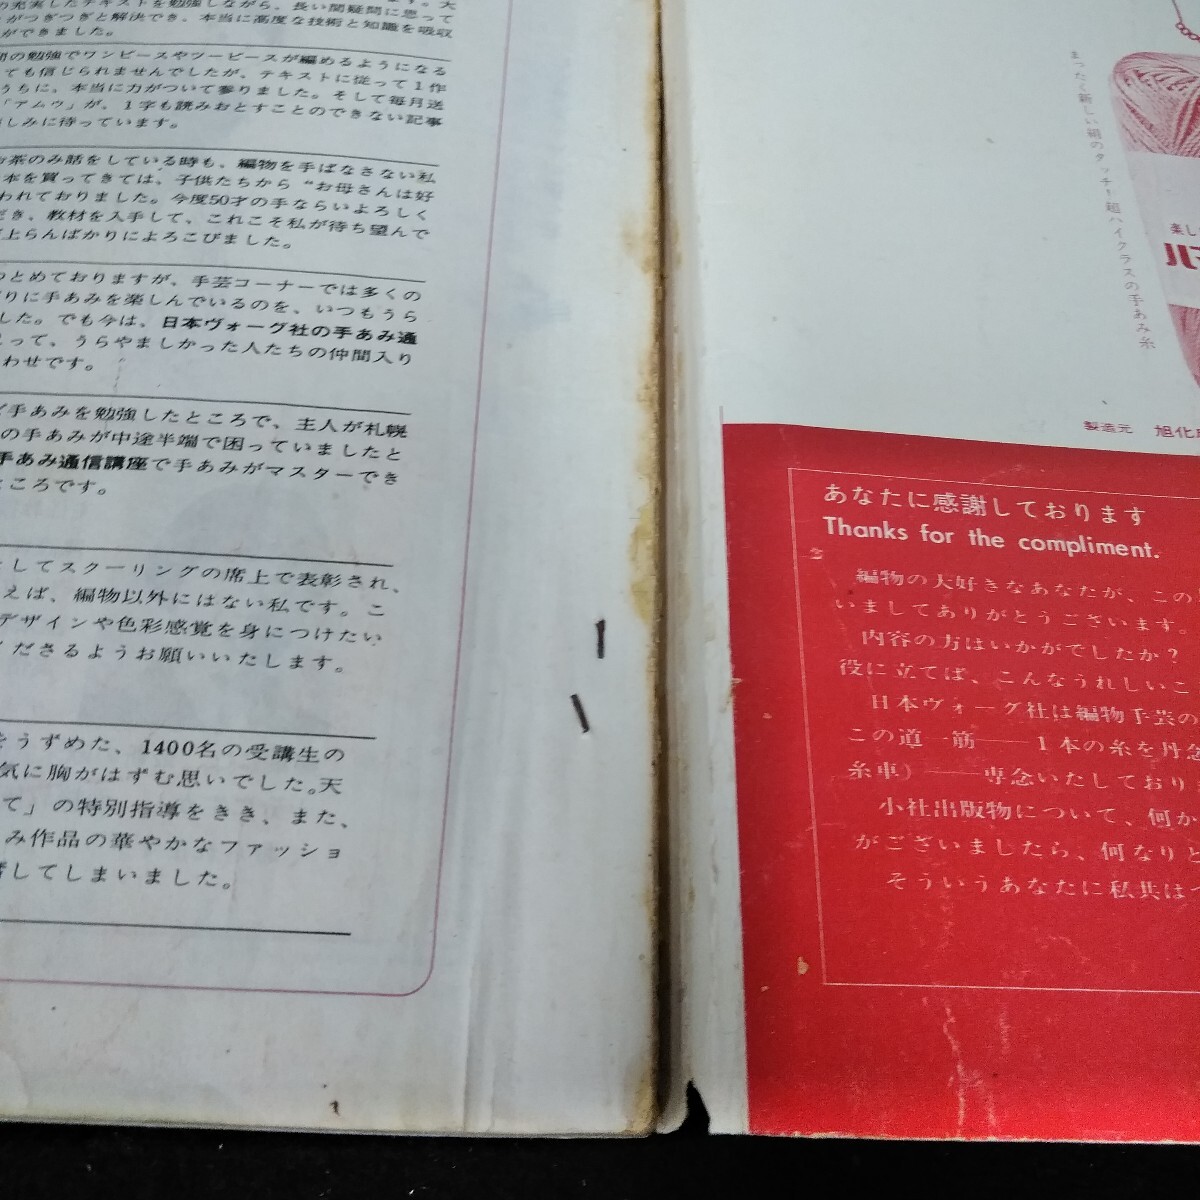 の充実したテキストを勉強しながら、長い間疑問に思って
がつぎつぎと解決でき、本当に高度な技術と知識を吸収
ができました。
の勉強でワンピースやツーピースが編めるようになる
ても信じられませんでしたが、テキストに従って1作
うちに、本当に力がついて参りました。そして毎月送
「アムウ」が、1字も読みおとすことのできない記事
しみに待っています。
お茶のみ話をしている時も、編物を手ばなさない私
本を買ってきては、子供たちから“お母さんは好
われておりました。今度50才の手ならいよろしく
だき、教材を入手して、これこそ私が待ち望んで
上らんばかりによろこびました。
つとめておりますが、手芸コーナーでは多くの
りに手あみを楽しんでいるのを、いつもうら
した。でも今は、日本ヴォーグ社の手あみ通
って、うらやましかった人たちの仲間入り
わせです。
手あみを勉強したところで、主人が札幌
の手あみが中途半端で困っていましたと
手あみ通信講座で手あみがマスターでき
ところです。
としてスクーリングの席上で表彰され、
えば、編物以外にはない私です。こ
デザインや色彩感覚を身につけたい
くださるようお願いいたします。
をうずめた、1400名の受講生の
気に胸がはずむ思いでした。天
て」の特別指導をきき、また、
み作品の華やかなファッショ
してしまいました。
まったく新しい絹のタッチ!超ハイクラスの手あみ糸
楽し
製造元 旭化
あなたに感謝しております
Thanks for the compliment.
編物の大好きなあなたが、この
いましてありがとうございます。
内容の方はいかがでしたか?
役に立てば、こんなうれしいこ
日本ヴォーグ社は編物手芸の
この道一筋——1本の糸を丹念
糸車)——専念いたしており
小社出版物について、何か
がございましたら、何なりと
そういうあなたに私共は